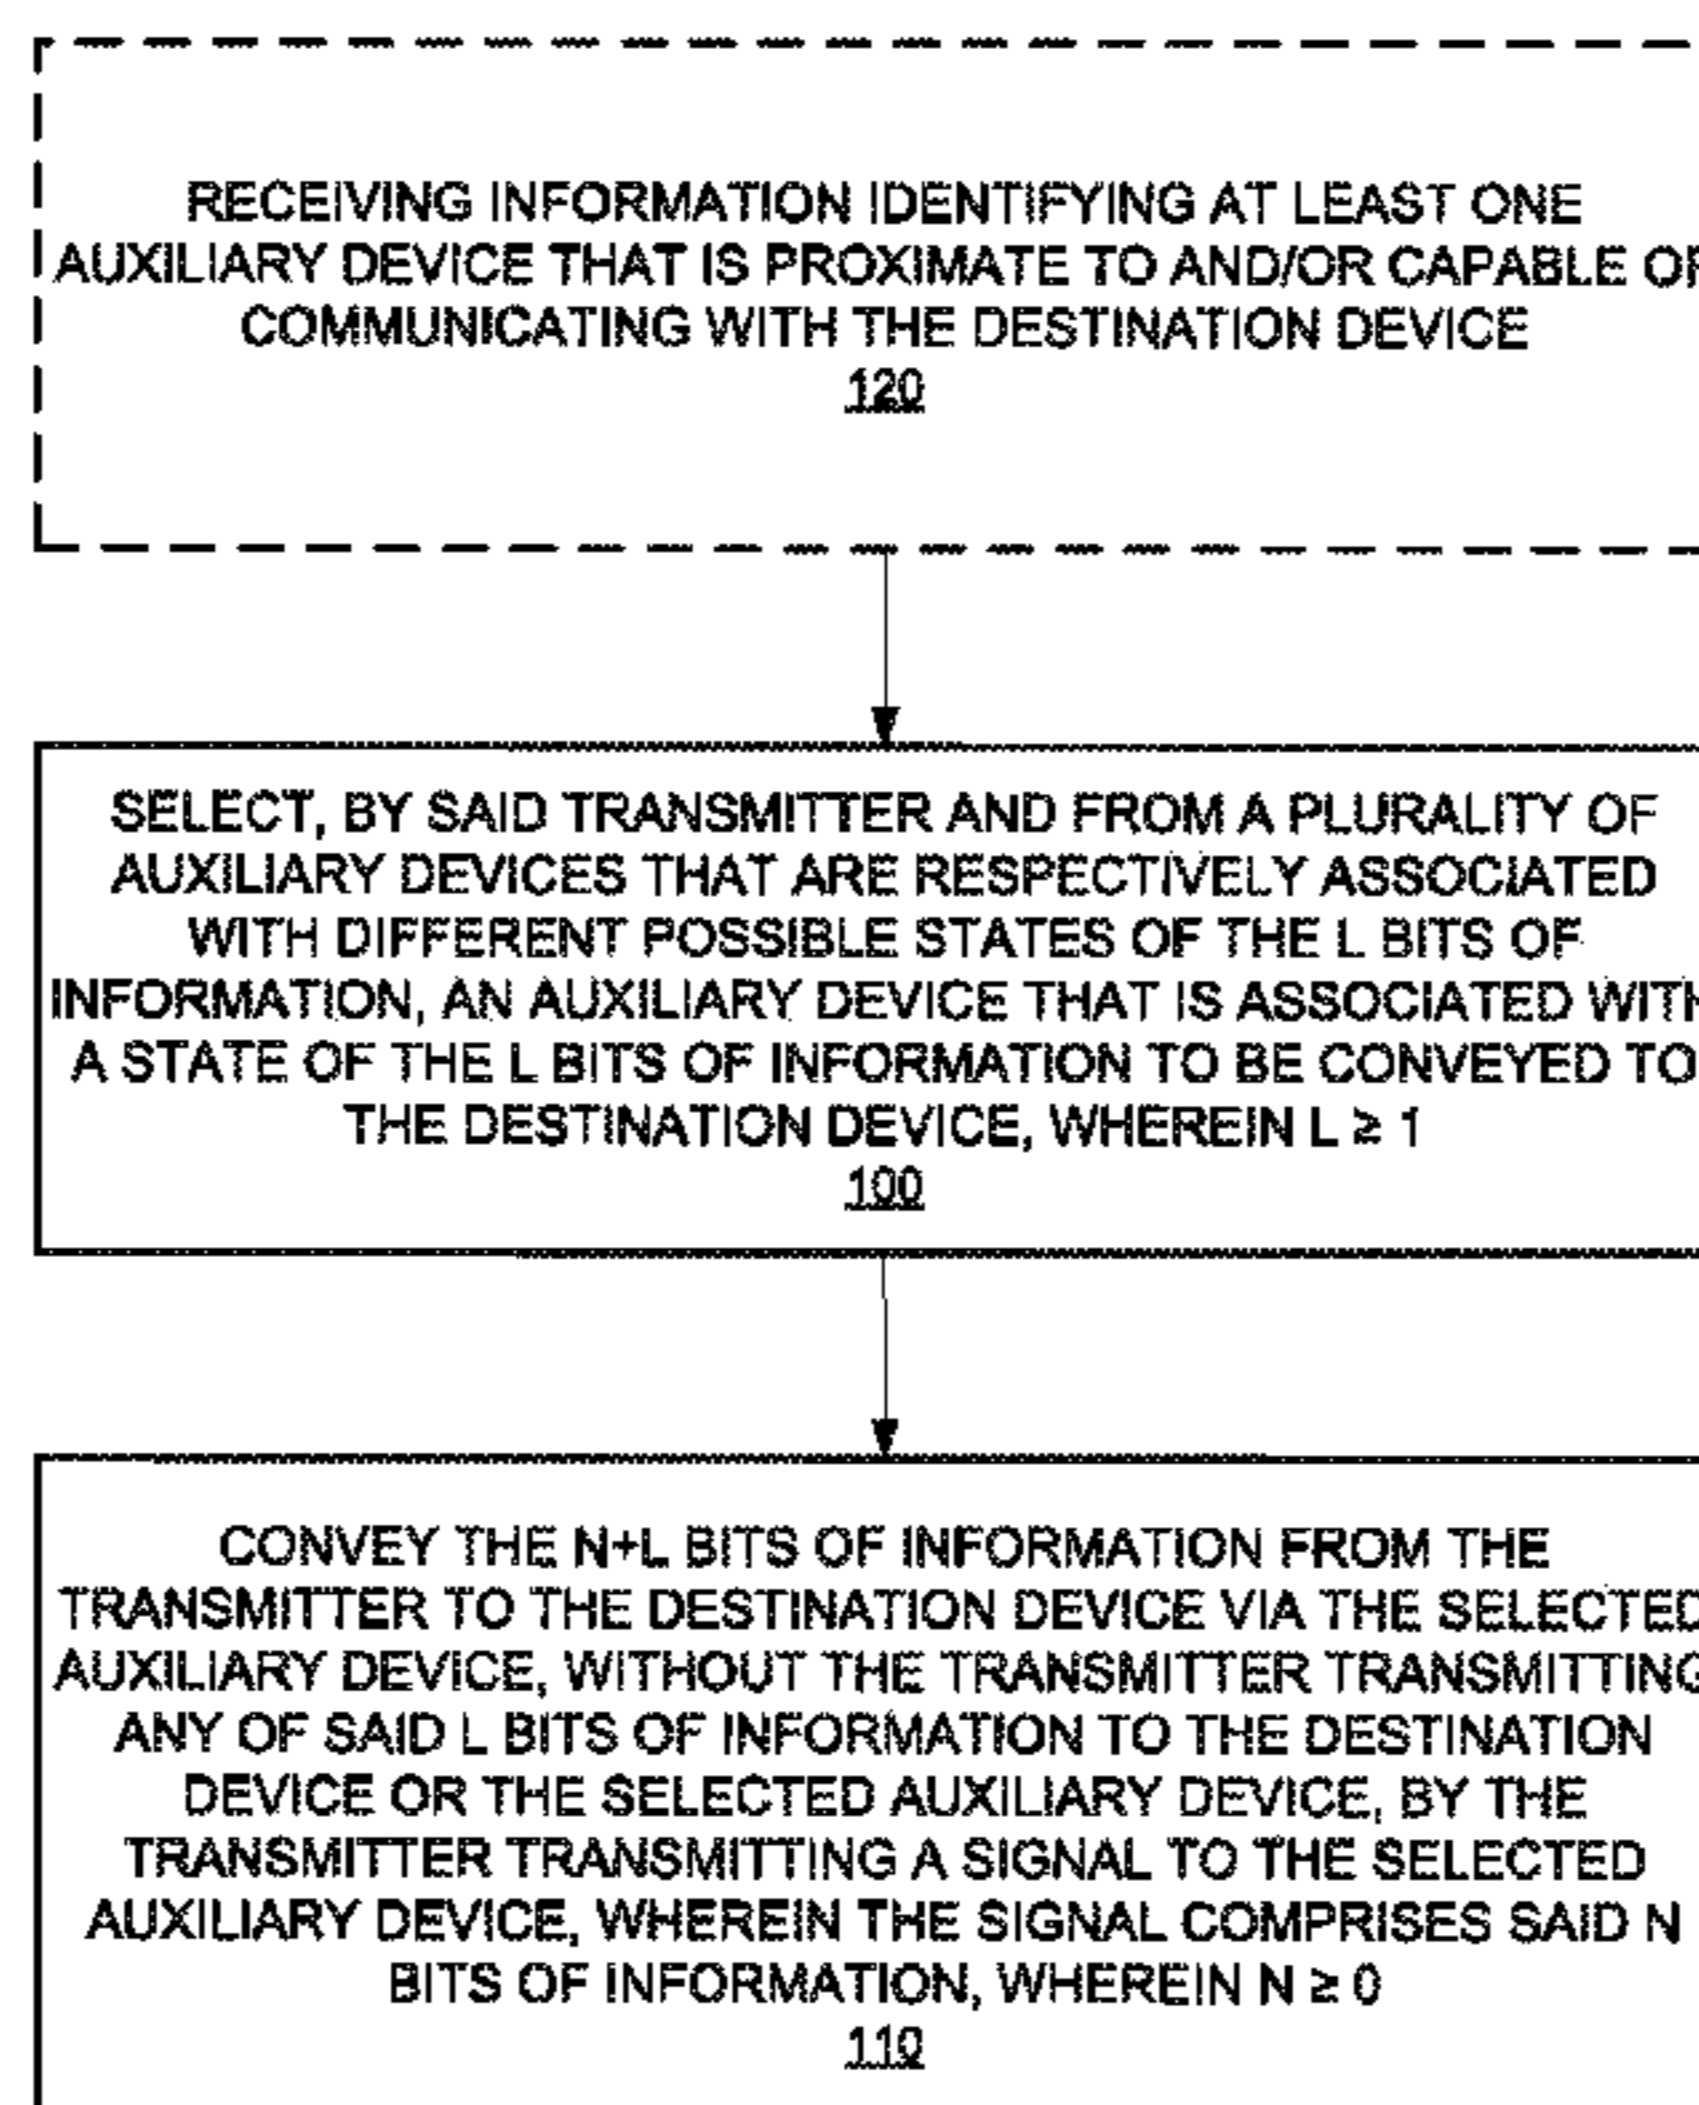 RECEIVING INFORMATION IDENTIFYING AT LEAST ONE
AUXILIARY DEVICE THAT IS PROXIMATE TO AND/OR CAPABLE OF
COMMUNICATING WITH THE DESTINATION DEVICE
120
SELECT, BY SAID TRANSMITTER AND FROM A PLURALITY OF
AUXILIARY DEVICES THAT ARE RESPECTIVELY ASSOCIATED
WITH DIFFERENT POSSIBLE STATES OF THE L BITS OF
INFORMATION, AN AUXILIARY DEVICE THAT IS ASSOCIATED WITH
A STATE OF THE L BITS OF INFORMATION TO BE CONVEYED TO
THE DESTINATION DEVICE, WHEREIN L ≥ 1
100
CONVEY THE N+L BITS OF INFORMATION FROM THE
TRANSMITTER TO THE DESTINATION DEVICE VIA THE SELECTED
AUXILIARY DEVICE, WITHOUT THE TRANSMITTER TRANSMITTING
ANY OF SAID L BITS OF INFORMATION TO THE DESTINATION
DEVICE OR THE SELECTED AUXILIARY DEVICE, BY THE
TRANSMITTER TRANSMITTING A SIGNAL TO THE SELECTED
AUXILIARY DEVICE, WHEREIN THE SIGNAL COMPRISES SAID N
BITS OF INFORMATION, WHEREIN N ≥ 0
110